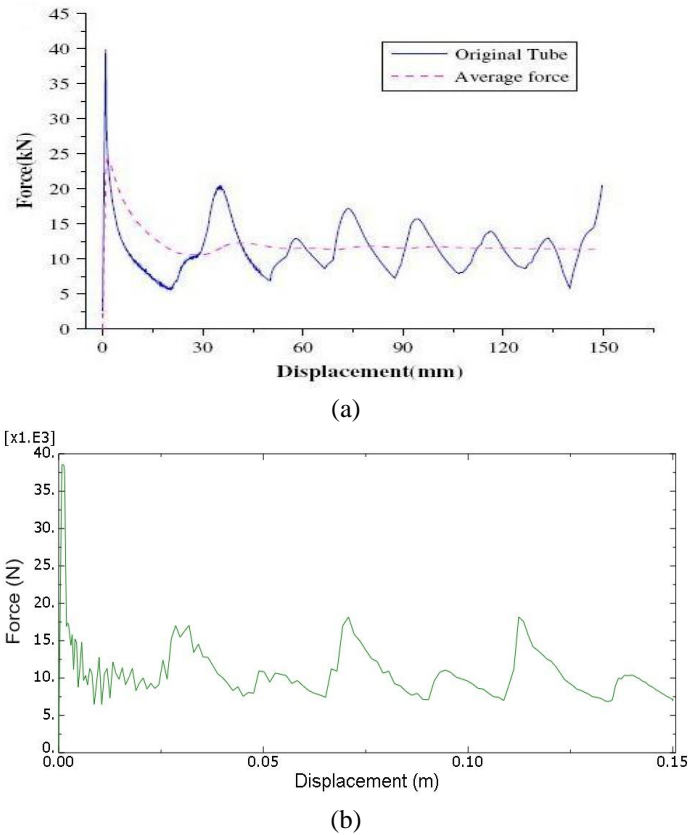 45
40
35
30
25
20
15
10
5
0
Force(kN)
Original Tube
Average force
0 30 60 90 120 150
Displacement(mm)
(a)
[x1.E3]
40.
35.
30.
25.
20.
15.
10.
5.
0.
Force (N)
0.00 0.05 0.10 0.15
Displacement (m)
(b)